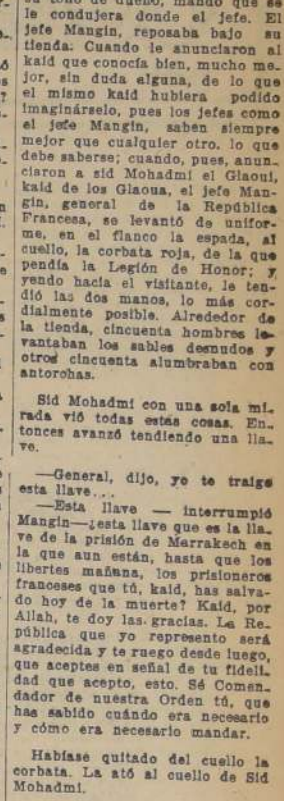 su tono de dueño, mandó que se
le condujera donde el jefe. El
jefe Mangin, reposaba bajo su
tienda. Cuando le anunciaron al
kaid que conocía bien, mucho me-
jor, sin duda alguna, de lo que
el mismo kaid hubiera podido
imaginárselo, pues los jefes como
el jefe Mangin, saben siempre
mejor que cualquier otro, lo que
debe saberse; cuando, pues, anun-
ciaron a sid Mohadmi el Glaoui,
kaid de los Glaoua, el jefe Man-
gin, general de la República
Francesa, se levantó de unifor-
me, en el flanco la espada, al
cuello, la corbata roja, de la que
pendía la Legión de Honor; y
yendo hacia el visitante, le ten-
dió las dos manos, lo más cor-
dialmente posible. Alrededor de
la tienda, cincuenta hombres le-
vantaban los sables desnudos y
otros cincuenta alumbraban con
antorohas.
Sid Mohadmi con una sola mi-
rada vió todas estas cosas. En-
tonces avanzó tendiendo una lla-
ve.
—General, dijo, yo te traigo
esta llave...
—Esta llave — interrumpió
Mangin—¿esta llave que es la lla-
ve de la prisión de Marrakech en
la que aun están, hasta que los
libertes mañana, los prisioneros
franceses que tú, kaid, has salva-
do hoy de la muerte? Kaid, por
Allah, te doy las gracias. La Re-
pública que yo represento será
agradecida y te ruego desde luego,
que aceptes en señal de tu fideli-
dad que acepto, esto. Sé Comen-
dador de nuestra Orden tú, que
has sabido cuándo era necesario
y cómo era necesario mandar.
Habíase quitado del cuello la
corbata. La ató al cuello de Sid
Mohadmi.